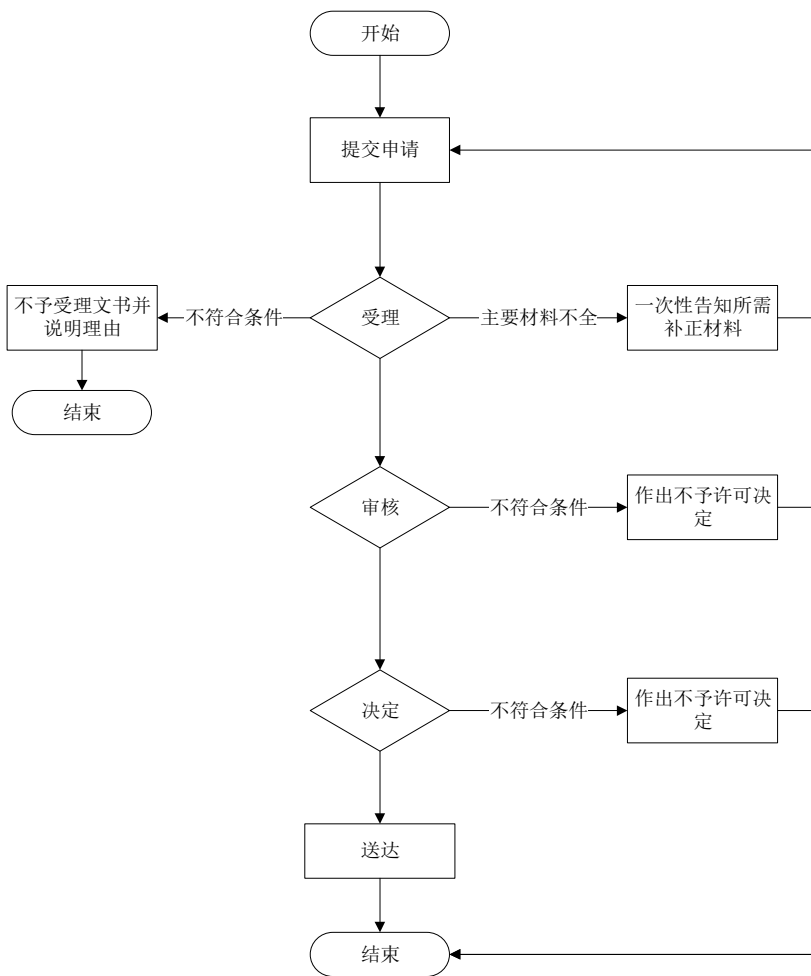 开始
提交申请
不予受理文书并
说明理由
不符合条件
受理
主要材料不全
一次性告知所需
补正材料
结束
审核
不符合条件
作出不予许可决
定
决定
不符合条件
作出不予许可决
定
送达
结束